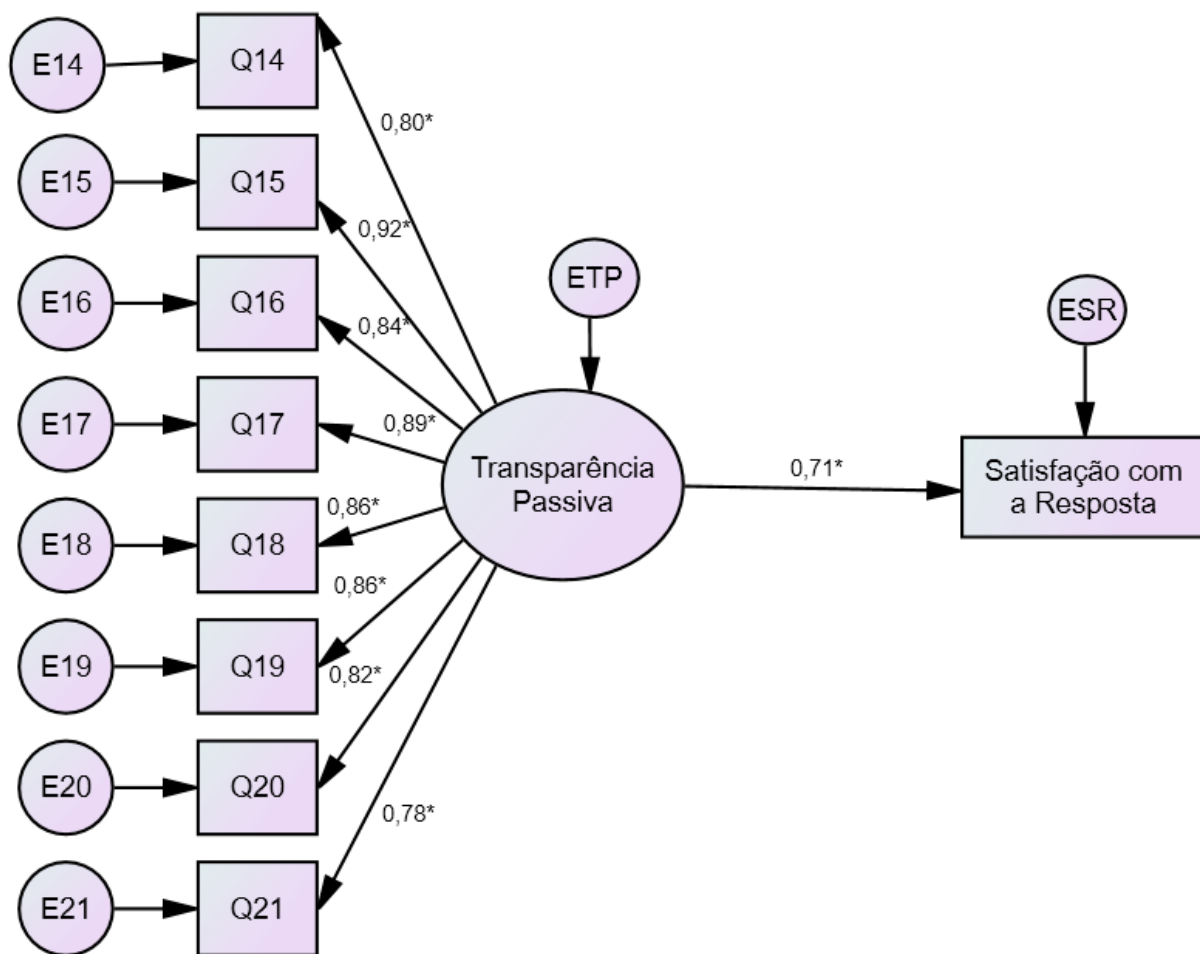 E14
Q14
0,80*
E15
Q15
0,92*
E16
Q16
0,84*
E17
Q17
0,89*
E18
Q18
0,86*
E19
Q19
0,86*
E20
Q20
0,82*
E21
Q21
0,78*
ETP
Transparência
Passiva
0,71*
ESR
Satisfação com
a Resposta